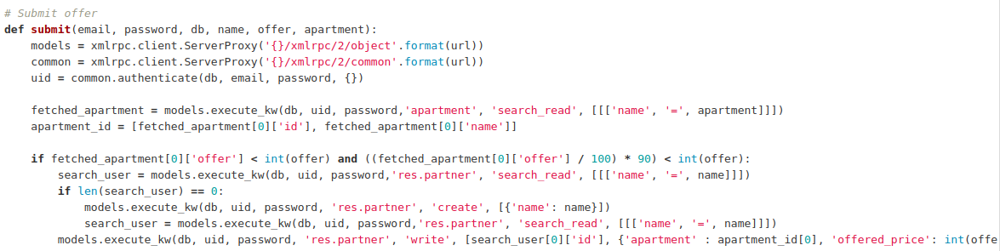 # Submit offer
def submit(email, password, db, name, offer, apartment):
    models = xmlrpc.client.ServerProxy('{}/xmlrpc/2/object'.format(url))
    common = xmlrpc.client.ServerProxy('{}/xmlrpc/2/common'.format(url))
    uid = common.authenticate(db, email, password, {})

    fetched_apartment = models.execute_kw(db, uid, password,'apartment', 'search_read', [[['name', '=', apartment]]])
    apartment_id = [fetched_apartment[0]['id'], fetched_apartment[0]['name']]

    if fetched_apartment[0]['offer'] < int(offer) and ((fetched_apartment[0]['offer'] / 100) * 90) < int(offer):
        search_user = models.execute_kw(db, uid, password,'res.partner', 'search_read', [[['name', '=', name]]])
        if len(search_user) == 0:
            models.execute_kw(db, uid, password, 'res.partner', 'create', [{'name': name}])
            search_user = models.execute_kw(db, uid, password,'res.partner', 'search_read', [[['name', '=', name]]])
        models.execute_kw(db, uid, password, 'res.partner', 'write', [search_user[0]['id'], {'apartment' : apartment_id[0], 'offered_price': int(offe